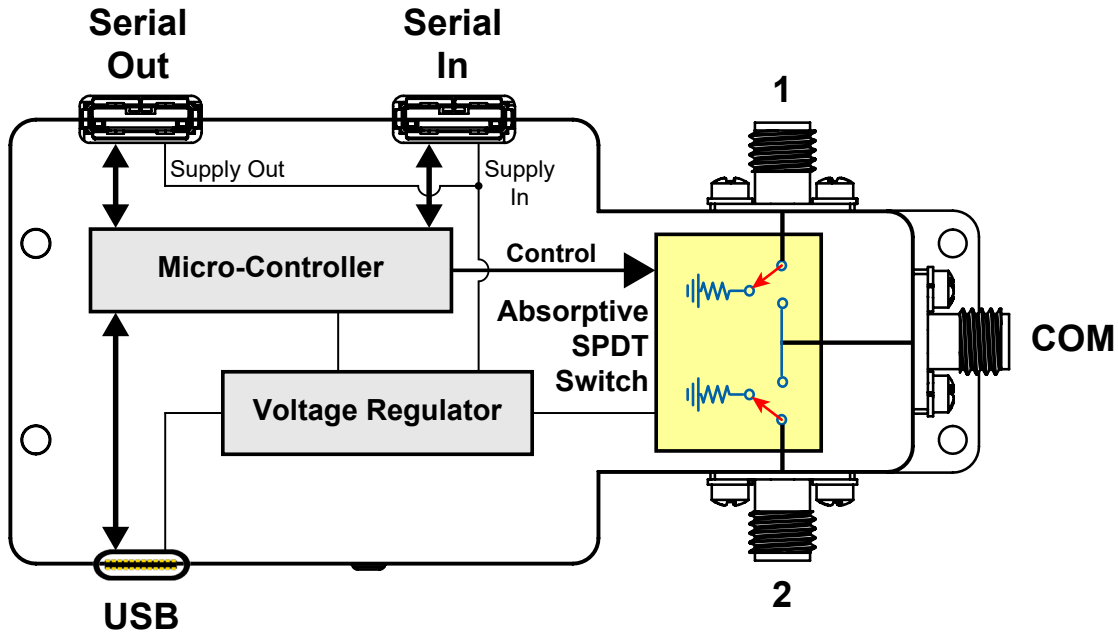 Serial
Out
Serial
In
1
Supply Out
Supply
In
Micro-Controller
Control
Absorptive
SPDT
Switch
COM
Voltage Regulator
2
USB